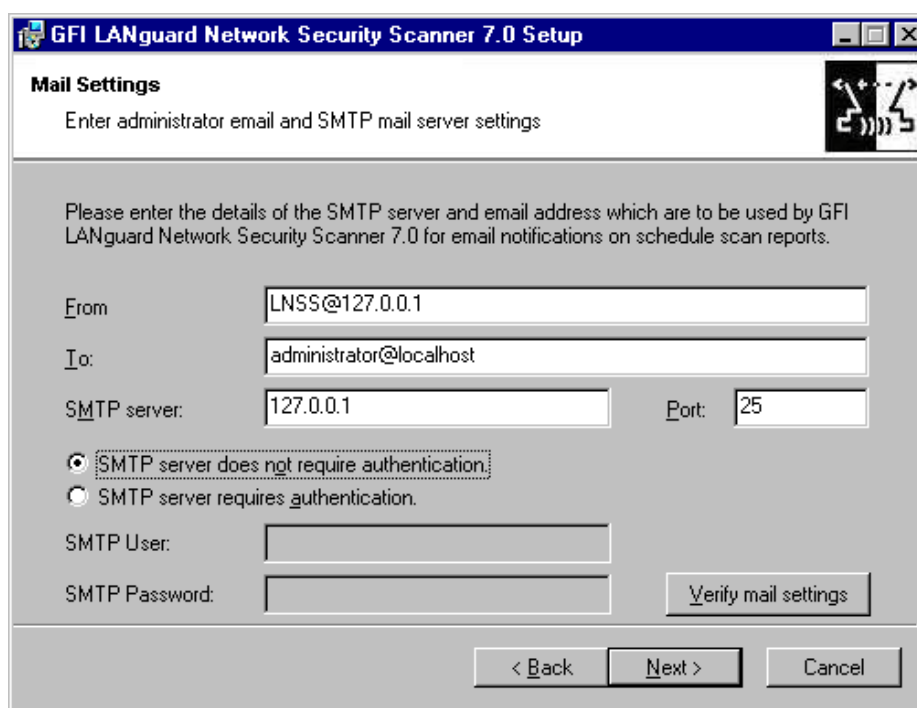 GFI LANguard Network Security Scanner 7.0 Setup
Mail Settings
Enter administrator email and SMTP mail server settings
Please enter the details of the SMTP server and email address which are to be used by GFI
LANguard Network Security Scanner 7.0 for email notifications on schedule scan reports.
From LNSS@127.0.0.1
To: administrator@localhost
SMTP server: 127.0.0.1 Port: 25
SMTP server does not require authentication.
SMTP server requires authentication.
SMTP User:
SMTP Password: Verify mail settings
< Back Next > Cancel